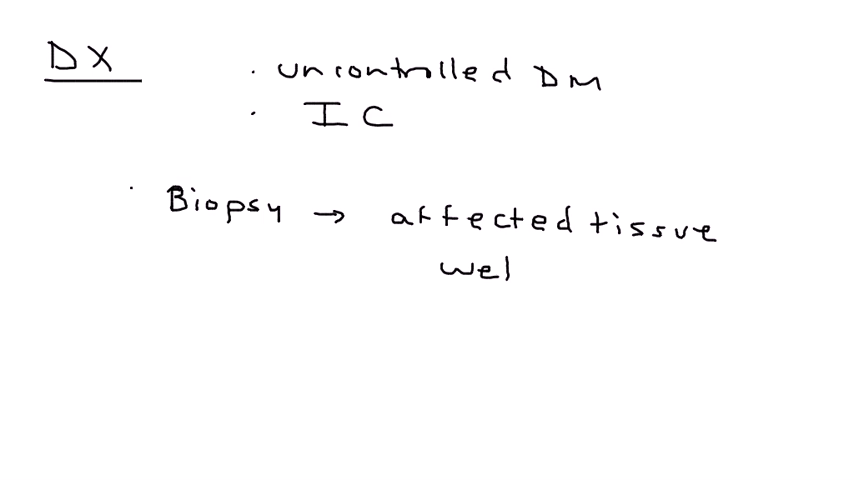 DX
· uncontrolled DM
· IC
· Biopsy → affected tissue
wel